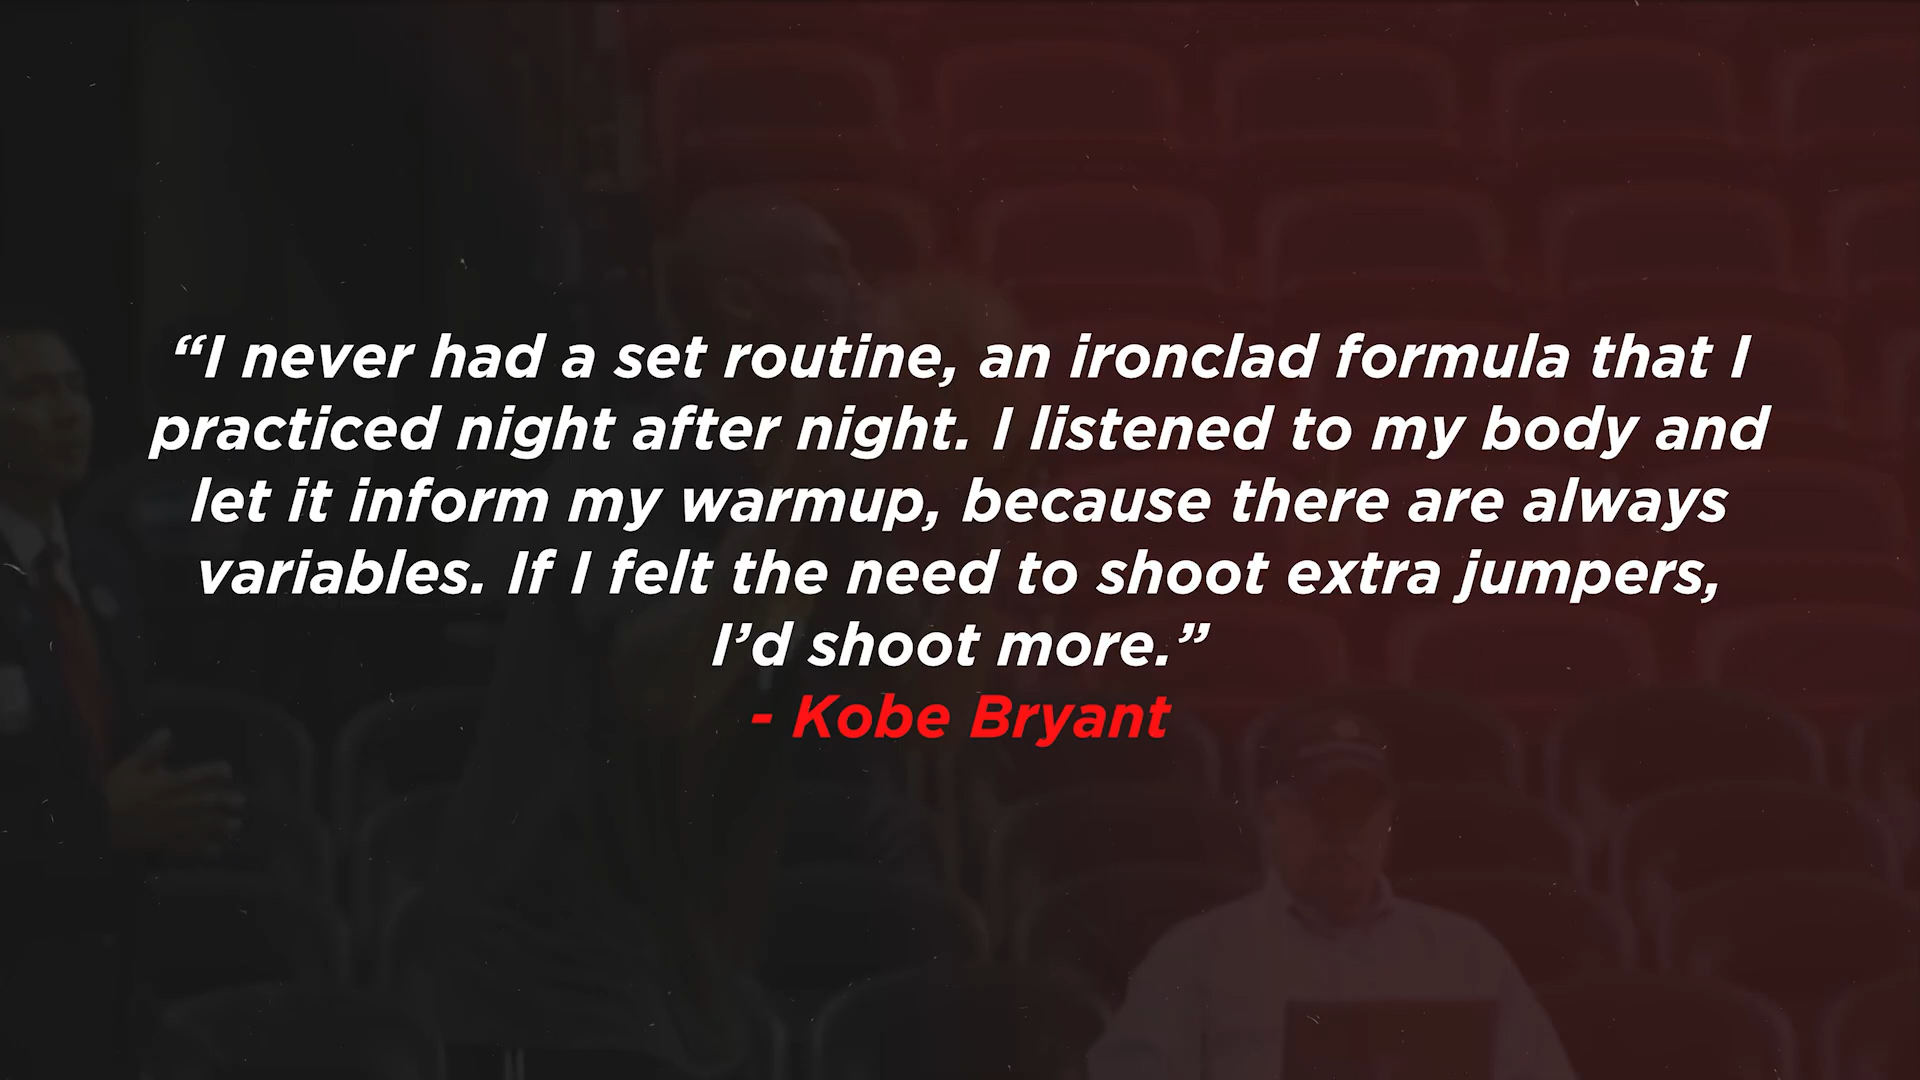 “I never had a set routine, an ironclad formula that I
practiced night after night. I listened to my body and
let it inform my warmup, because there are always
variables. If I felt the need to shoot extra jumpers,
I’d shoot more.”
- Kobe Bryant